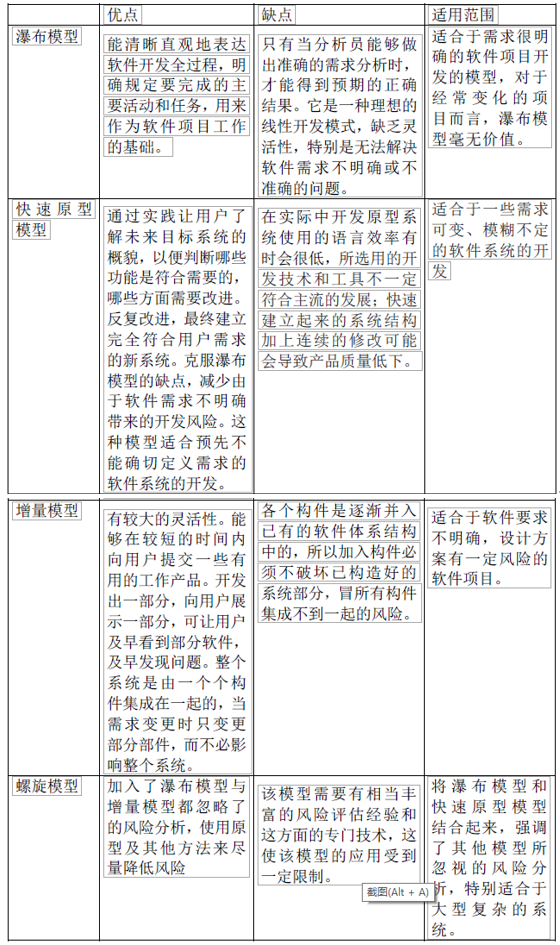 优点
缺点
适用范围
瀑布模型
能清晰直观地表达
软件开发全过程，明
确规定要完成的主
要活动和任务，用来
作为软件项目工作
的基础。
只有当分析员能够做
出准确的需求分析时，
才能得到预期的正确
结果。它是一种理想的
线性开发模式，缺乏灵
活性，特别是无法解决
软件需求不明确或不
准确的问题。
适合于需求很明
确的软件项目开
发的模型，对于
经常变化的项
目而言，瀑布模
型毫无价值。
快速原型
模型
通过实践让用户了
解未来目标系统的
概貌，以便判断哪些
功能是符合需要的，
哪些方面需要改进。
反复改进，最终建立
完全符合用户需求
的新系统。克服瀑布
模型的缺点，减少由
于软件需求不明确
带来的开发风险。这
种模型适合预先不
能确切定义需求的
软件系统的开发。
在实际中开发原型系
统使用的语言效率有
时会很低，所选用的开
发技术和工具不一定
符合主流的发展；快速
建立起来的系统结构
加上连续的修改可能
会导致产品质量低下。
适合于一些需求
可变、模糊不定
的软件系统的开
发
增量模型
有较大的灵活性。能
够在较短的时间内
向用户提交一些有
用的工作产品。开发
出一部分，向用户展
示一部分，可让用户
及早看到部分软件，
及早发现问题。整个
系统是由一个个构
件集成在一起的，当
需求变更时只变更
部分部件，而不必影
响整个系统。
各个构件是逐渐并入
已有的软件体系结构
中的，所以加入构件必
须不破坏已构造好的
系统部分，冒所有构件
集成不到一起的风险。
适合于软件要求
不明确，设计方
案有一定风险的
软件项目。
螺旋模型
加入了瀑布模型与
增量模型都忽略了
的风险分析，使用原
型及其他方法来尽
量降低风险
该模型需要有相当丰
富的风险评估经验和
这方面的专门技术，这
使该模型的应用受到
一定限制。
将瀑布模型和
快速原型模型
结合起来，强调
了其他模型所
忽视的风险分
析，特别适合于
大型复杂的系
统。
截图(Alt + A)